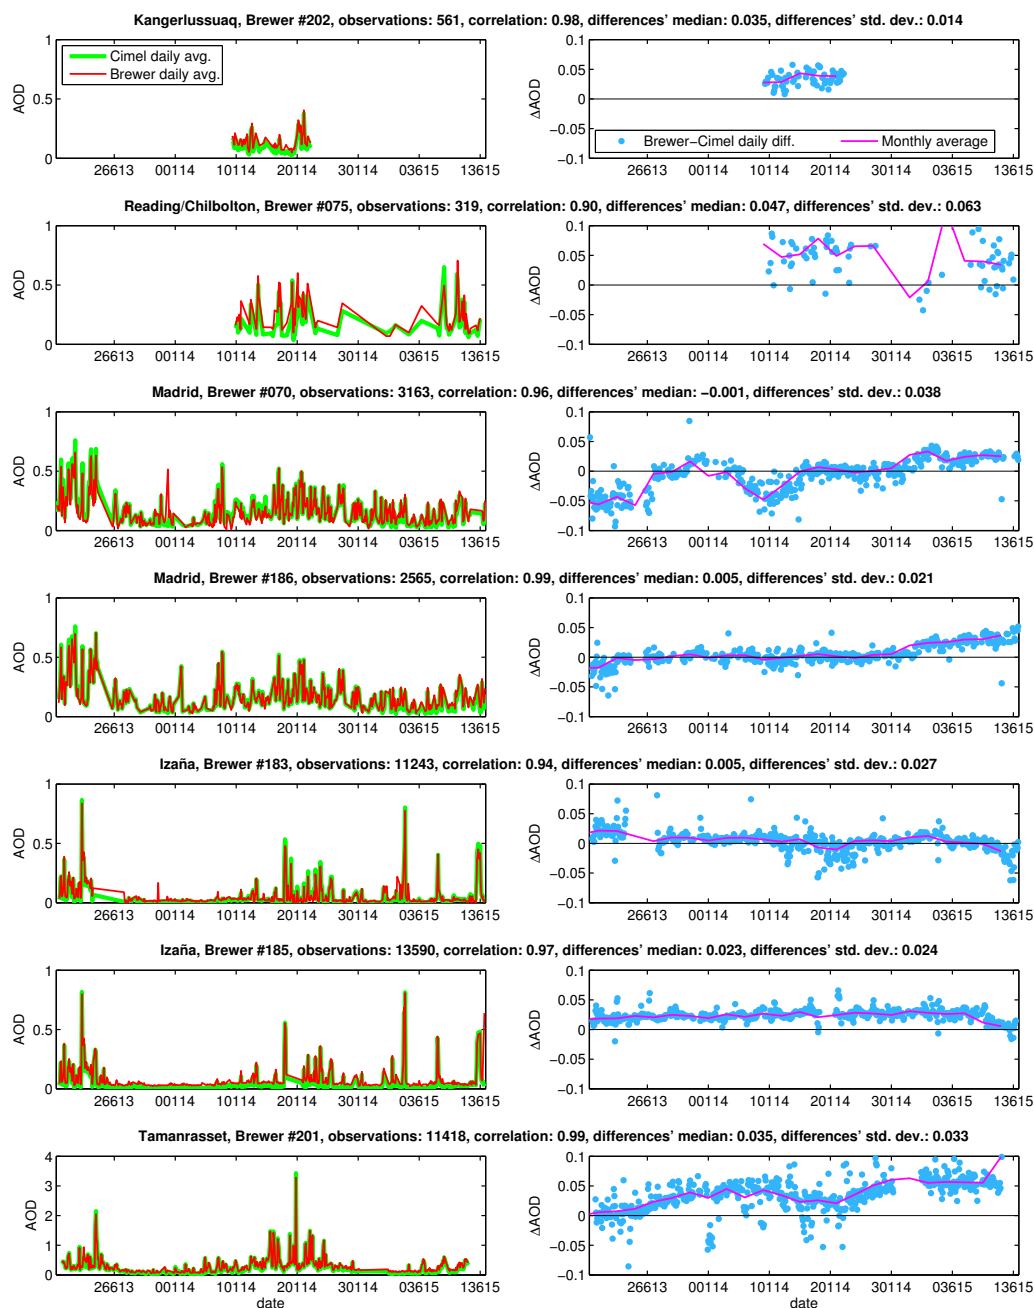 Kangerlussuaq, Brewer #202, observations: 561, correlation: 0.98, differences' median: 0.035, differences' std. dev.: 0.014
1
0.5
0
AOD
Cimel daily avg.
Brewer daily avg.
26613 00114 10114 20114 30114 03615 13615
0.1
0.05
0
−0.05
−0.1
ΔAOD
Brewer−Cimel daily diff.
Monthly average
26613 00114 10114 20114 30114 03615 13615
Reading/Chilbolton, Brewer #075, observations: 319, correlation: 0.90, differences' median: 0.047, differences' std. dev.: 0.063
1
0.5
0
AOD
26613 00114 10114 20114 30114 03615 13615
0.1
0.05
0
−0.05
−0.1
ΔAOD
26613 00114 10114 20114 30114 03615 13615
Madrid, Brewer #070, observations: 3163, correlation: 0.96, differences' median: −0.001, differences' std. dev.: 0.038
1
0.5
0
AOD
26613 00114 10114 20114 30114 03615 13615
0.1
0.05
0
−0.05
−0.1
ΔAOD
26613 00114 10114 20114 30114 03615 13615
Madrid, Brewer #186, observations: 2565, correlation: 0.99, differences' median: 0.005, differences' std. dev.: 0.021
1
0.5
0
AOD
26613 00114 10114 20114 30114 03615 13615
0.1
0.05
0
−0.05
−0.1
ΔAOD
26613 00114 10114 20114 30114 03615 13615
Izaña, Brewer #183, observations: 11243, correlation: 0.94, differences' median: 0.005, differences' std. dev.: 0.027
1
0.5
0
AOD
26613 00114 10114 20114 30114 03615 13615
0.1
0.05
0
−0.05
−0.1
ΔAOD
26613 00114 10114 20114 30114 03615 13615
Izaña, Brewer #185, observations: 13590, correlation: 0.97, differences' median: 0.023, differences' std. dev.: 0.024
1
0.5
0
AOD
26613 00114 10114 20114 30114 03615 13615
0.1
0.05
0
−0.05
−0.1
ΔAOD
26613 00114 10114 20114 30114 03615 13615
Tamanrasset, Brewer #201, observations: 11418, correlation: 0.99, differences' median: 0.035, differences' std. dev.: 0.033
4
3
2
1
0
AOD
26613 00114 10114 20114 30114 03615 13615
date
0.1
0.05
0
−0.05
−0.1
ΔAOD
26613 00114 10114 20114 30114 03615 13615
date